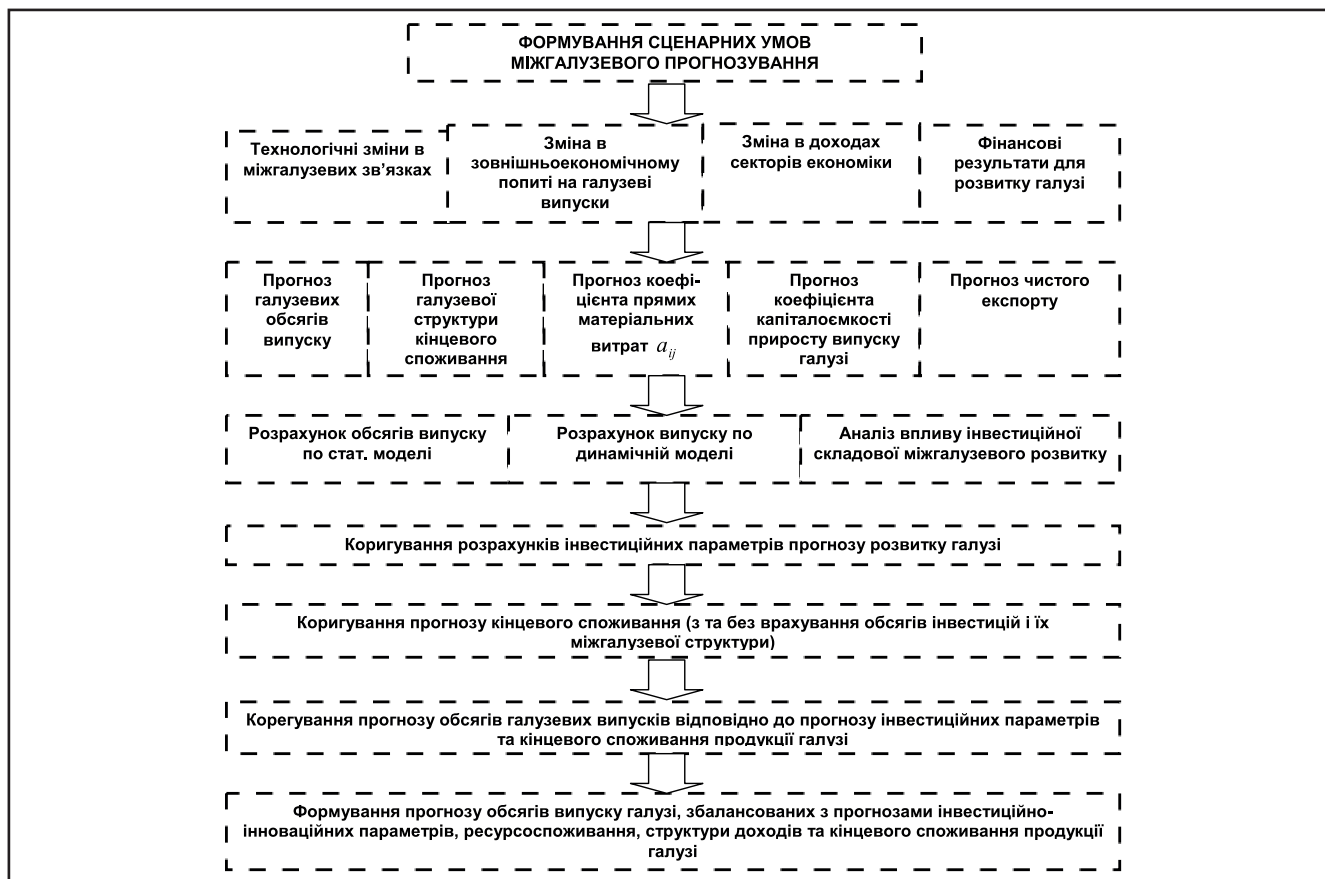 ФОРМУВАННЯ СЦЕНАРНИХ УМОВ
МІЖГАЛУЗЕВОГО ПРОГНОЗУВАННЯ
Технологічні зміни в
міжгалузевих зв’язках
Зміна в
зовнішньоекономічному
попиті на галузеві
випуски
Зміна в доходах
секторів економіки
Фінансові
результати для
розвитку галузі
Прогноз
галузевих
обсягів
випуску
Прогноз
галузевої
структури
кінцевого
споживання
Прогноз коефі-
цієнта прямих
матеріальних
витрат a_{ij}
Прогноз
коефіцієнта
капіталоємкості
приросту випуску
галузі
Прогноз чистого
експорту
Розрахунок обсягів випуску
по стат. моделі
Розрахунок випуску по
динамічній моделі
Аналіз впливу інвестиційної
складової міжгалузевого розвитку
Коригування розрахунків інвестиційних параметрів прогнозу розвитку галузі
Коригування прогнозу кінцевого споживання (з та без врахування обсягів інвестицій і їх
міжгалузевої структури)
Корегування прогнозу обсягів галузевих випусків відповідно до прогнозу інвестиційних параметрів
та кінцевого споживання продукції галузі
Формування прогнозу обсягів випуску галузі, збалансованих з прогнозами інвестиційно-
інноваційних параметрів, ресурсоспоживання, структури доходів та кінцевого споживання продукції
галузі